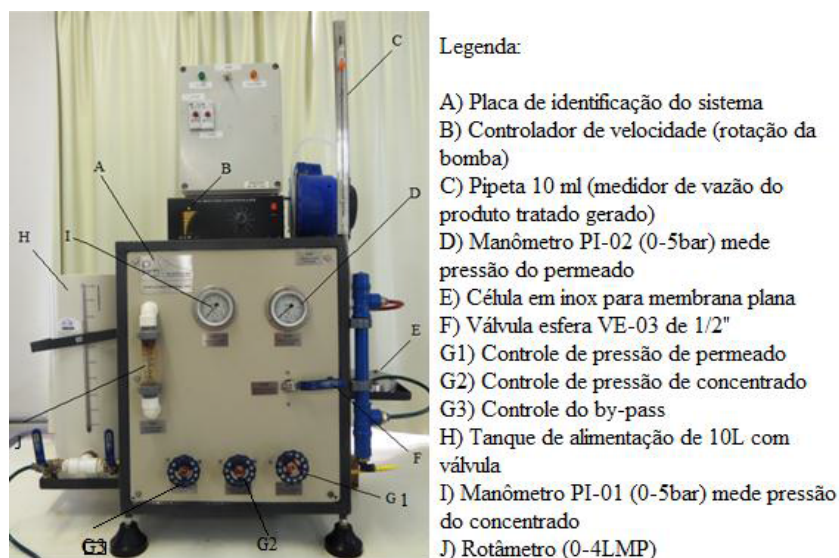 C
Legenda:
A) Placa de identificação do sistema
B) Controlador de velocidade (rotação da
bomba)
C) Pipeta 10 ml (medidor de vazão do
produto tratado gerado)
D) Manômetro PI-02 (0-5bar) mede
pressão do permeado
E) Célula em inox para membrana plana
F) Válvula esfera VE-03 de 1/2"
G1) Controle de pressão de permeado
G2) Controle de pressão de concentrado
G3) Controle do by-pass
H) Tanque de alimentação de 10L com
válvula
I) Manômetro PI-01 (0-5bar) mede pressão
do concentrado
J) Rotâmetro (0-4LMP)
A
B
D
H
I
E
J
F
G 1
G3
G2